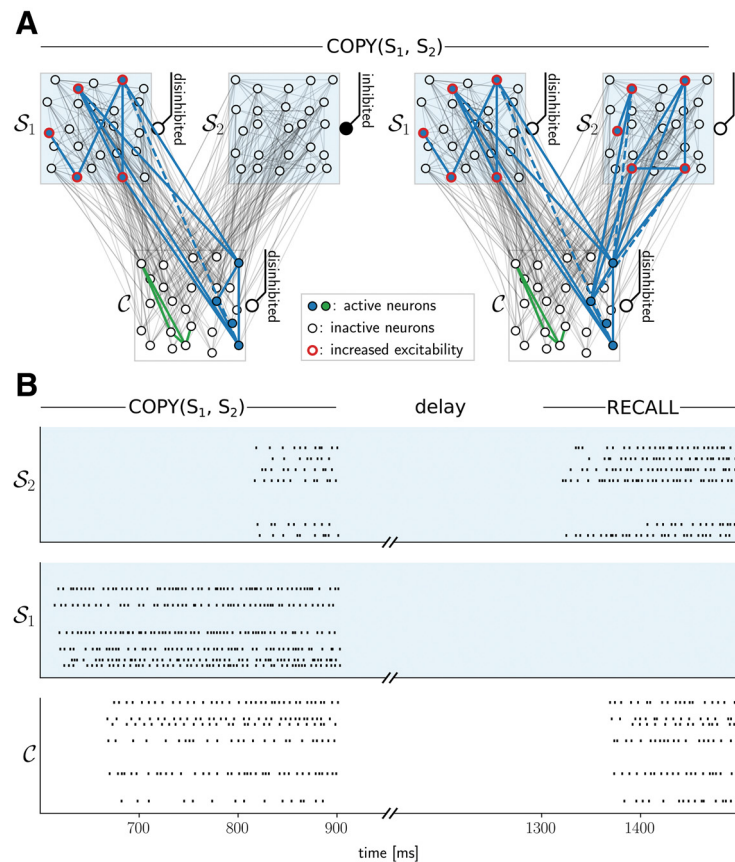 A
COPY(S₁, S₂)
S₁
disinhibited
S₂
inhibited
S₁
disinhibited
S₂
C
disinhibited
: active neurons
: inactive neurons
: increased excitability
C
disinhibited
B
COPY(S₁, S₂) delay RECALL
S₂
S₁
C
700 800 900 1300 1400
time [ms]